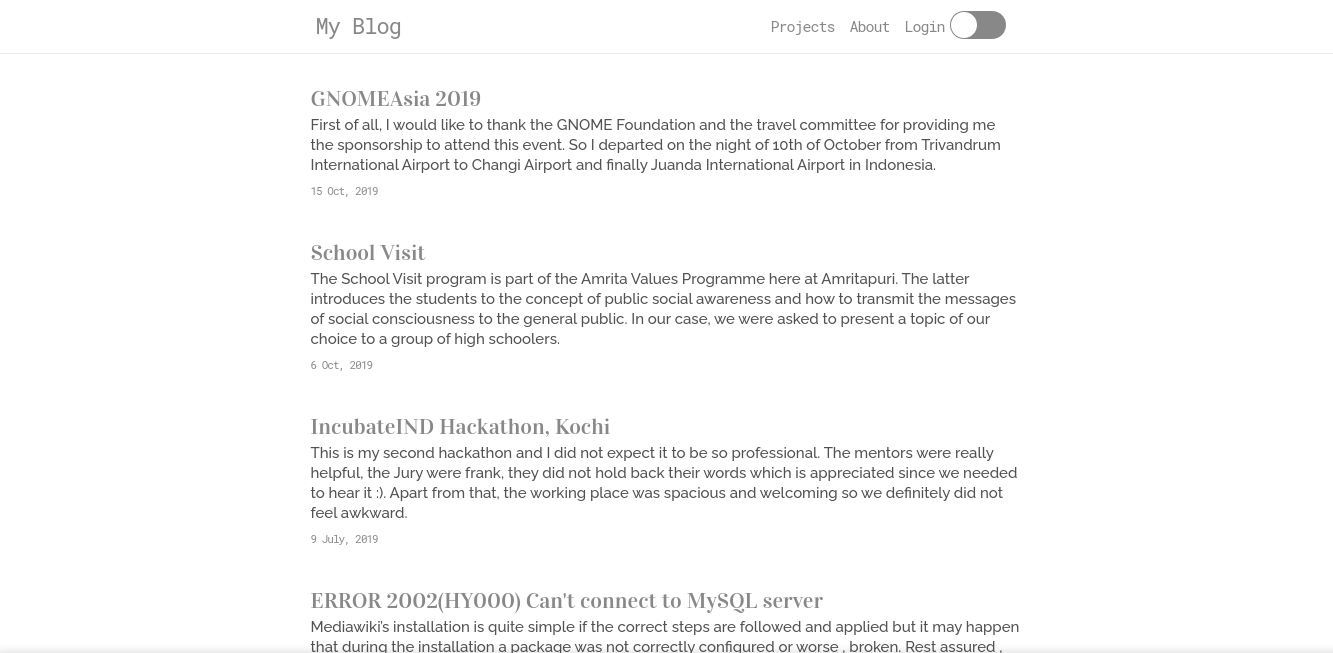 My Blog
Projects About Login
GNOMEAsia 2019
First of all, I would like to thank the GNOME Foundation and the travel committee for providing me
the sponsorship to attend this event. So I departed on the night of 10th of October from Trivandrum
International Airport to Changi Airport and finally Juanda International Airport in Indonesia.
15 Oct, 2019
School Visit
The School Visit program is part of the Amrita Values Programme here at Amritapuri. The latter
introduces the students to the concept of public social awareness and how to transmit the messages
of social consciousness to the general public. In our case, we were asked to present a topic of our
choice to a group of high schoolers.
6 Oct, 2019
IncubateIND Hackathon, Kochi
This is my second hackathon and I did not expect it to be so professional. The mentors were really
helpful, the Jury were frank, they did not hold back their words which is appreciated since we needed
to hear it :). Apart from that, the working place was spacious and welcoming so we definitely did not
feel awkward.
9 July, 2019
ERROR 2002(HY000) Can't connect to MySQL server
Mediawiki's installation is quite simple if the correct steps are followed and applied but it may happen
that during the installation a package was not correctly configured or worse , broken. Rest assured ,